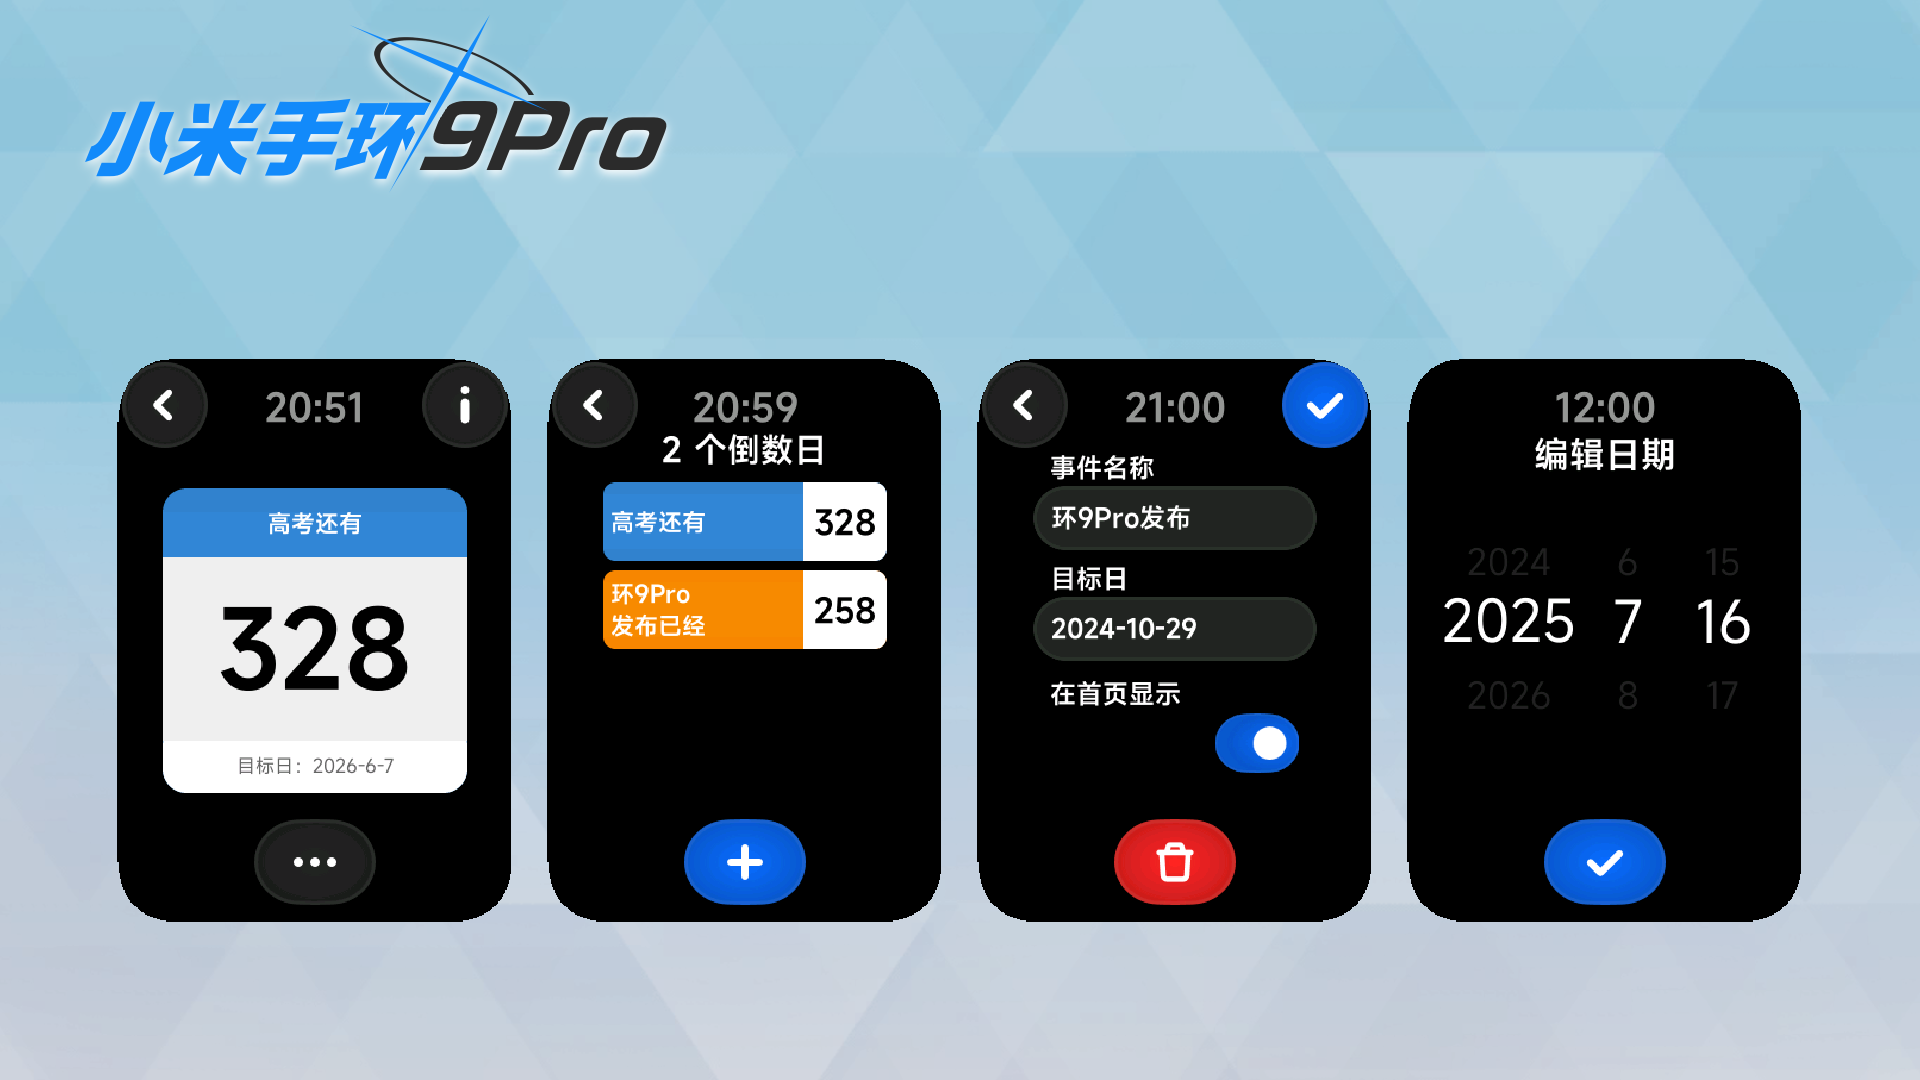 小米手环9Pro
20:51
高考还有
328
目标日：2026-6-7
20:59
2 个倒数日
高考还有
328
环9Pro
发布已经
258
21:00
事件名称
环9Pro发布
目标日
2024-10-29
在首页显示
12:00
编辑日期
2024 6 15
2025 7 16
2026 8 17